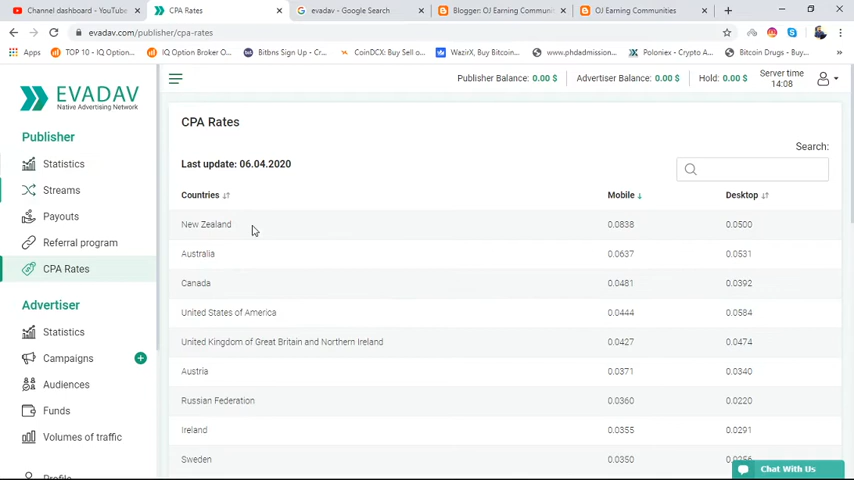 Channel dashboard - YouTube
CPA Rates
evadav - Google Search
Blogger: OJ Earning Communit
OJ Earning Communities
evadav.com/publisher/cpa-rates
Apps
TOP 10 - IQ Option...
IQ Option Broker O...
Bitbns Sign Up - Cr...
CoinDCX: Buy Sell o...
WazirX, Buy Bitcoin...
www.phdadmission...
Poloniex - Crypto A...
Bitcoin Drugs - Buy...
EVADAV
Native Advertising Network
Publisher Balance: 0.00 $
Advertiser Balance: 0.00 $
Hold: 0.00 $
Server time
14:08
Publisher
Statistics
Streams
Payouts
Referral program
CPA Rates
Advertiser
Statistics
Campaigns
Audiences
Funds
Volumes of traffic
Profile
CPA Rates
Search:
Last update: 06.04.2020
Countries Mobile Desktop
New Zealand 0.0838 0.0500
Australia 0.0637 0.0531
Canada 0.0481 0.0392
United States of America 0.0444 0.0584
United Kingdom of Great Britain and Northern Ireland 0.0427 0.0474
Austria 0.0371 0.0340
Russian Federation 0.0360 0.0220
Ireland 0.0355 0.0291
Sweden 0.0350 0.0256
Chat With Us